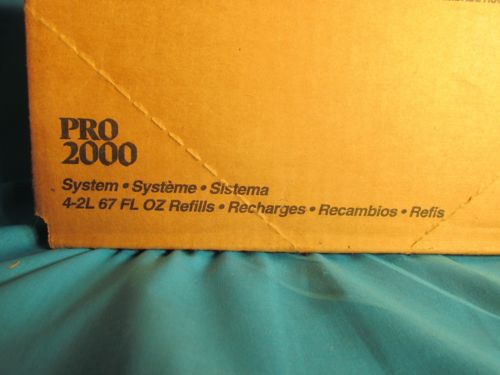 PRO
2000
System • Système • Sistema
4-2L 67 FL OZ Refills • Recharges • Recambios • Refis